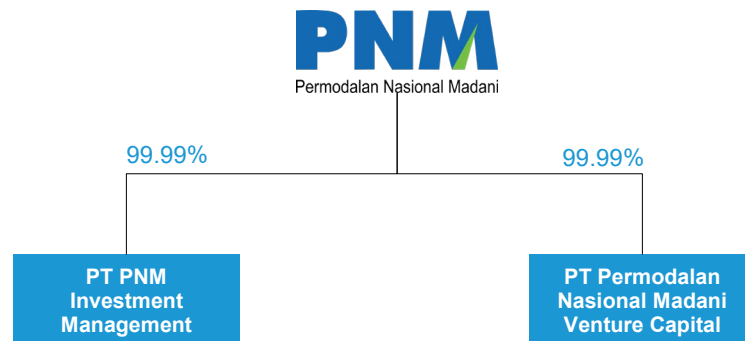 PNM
Permodalan Nasional Madani
99.99%
99.99%
PT PNM
Investment
Management
PT Permodalan
Nasional Madani
Venture Capital